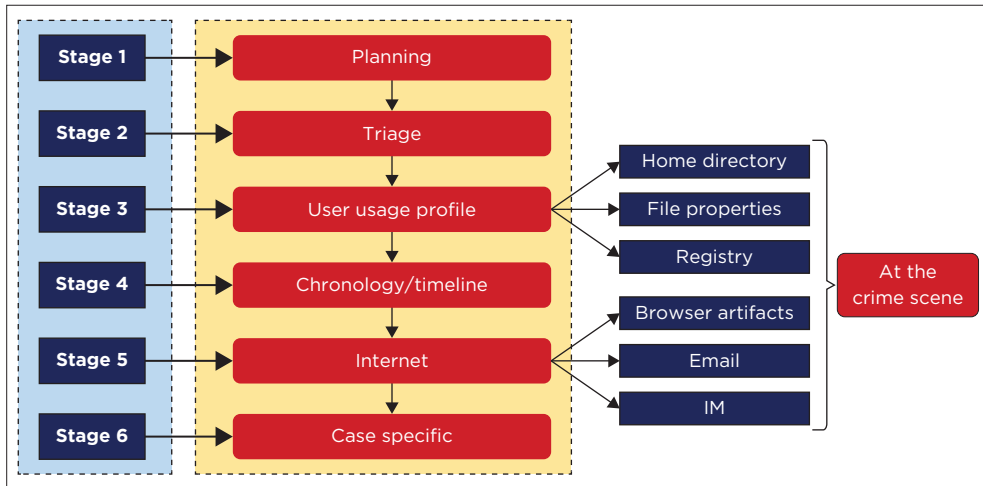 Stage 1
Planning
Stage 2
Triage
Stage 3
User usage profile
Home directory
File properties
Registry
Stage 4
Chronology/timeline
At the
crime scene
Stage 5
Internet
Browser artifacts
Email
IM
Stage 6
Case specific